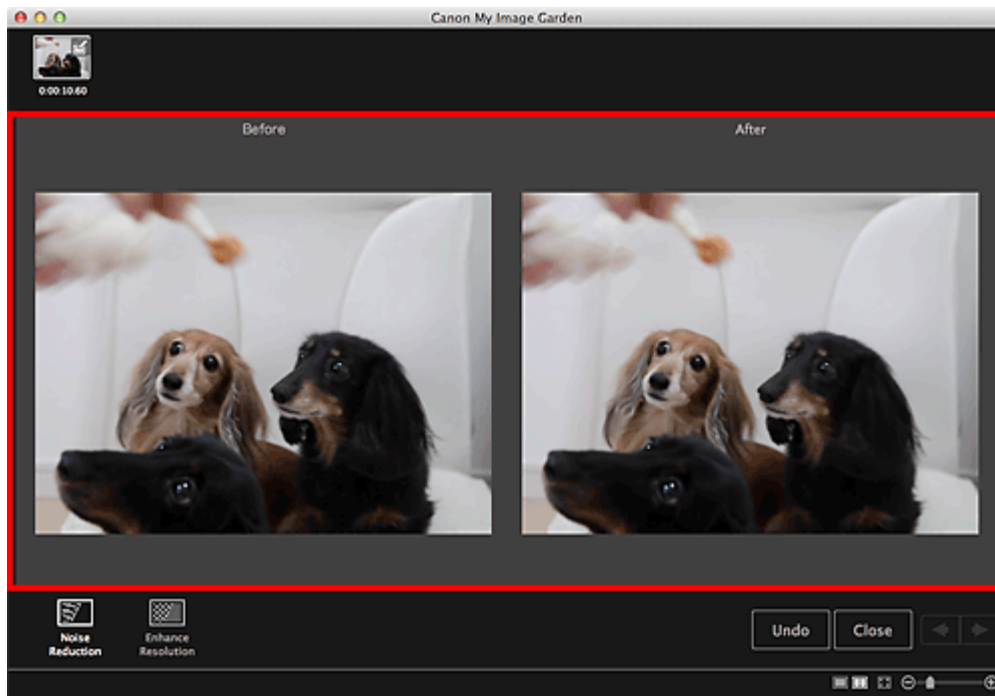 Canon My Image Garden
0:00:10.60
Before
After
Noise
Reduction
Enhance
Resolution
Undo
Close